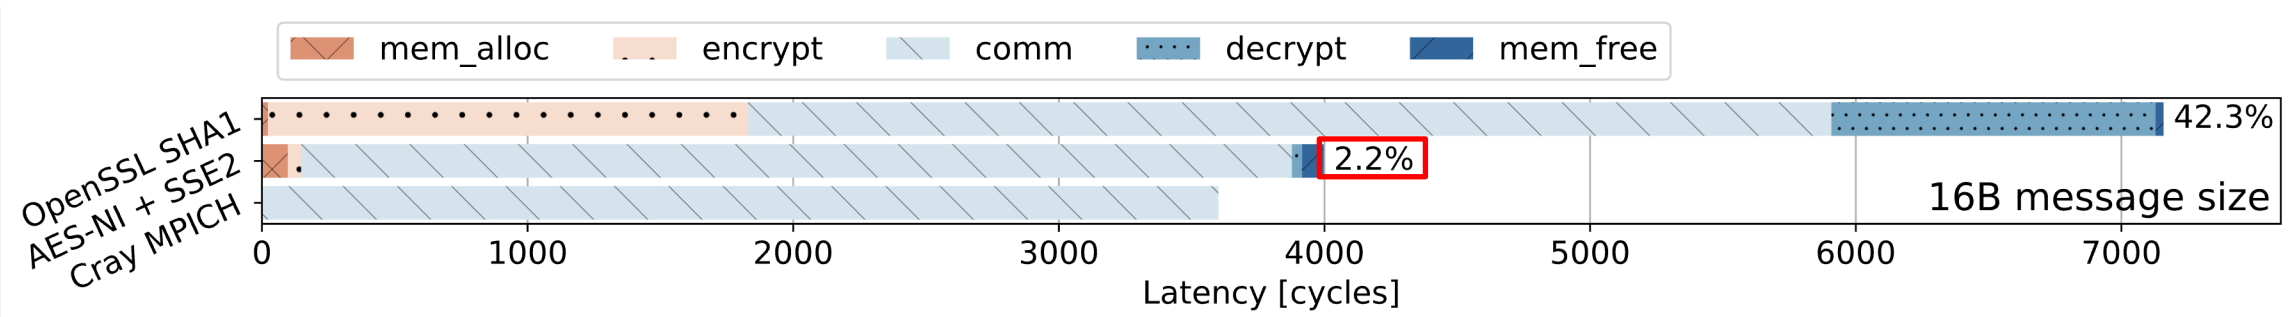 mem_alloc encrypt comm decrypt mem_free
OpenSSL SHA1
42.3%
AES-NI + SSE2
2.2%
Cray MPICH
16B message size
0 1000 2000 3000 4000 5000 6000 7000
Latency [cycles]